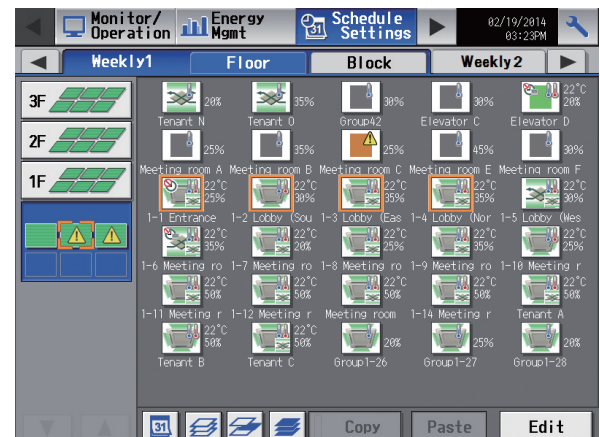 Monitor/ Operation Energy Mgmt Schedule Settings 02/19/2014 03:23PM
Weekly1 Floor Block Weekly2
3F
2F
1F
20% 35% 30% 30% 22°C 20%
Tenant N Tenant O Group42 Elevator C Elevator D
25% 35% 25% 45% 30%
Meeting room A Meeting room B Meeting room C Meeting room E Meeting room F
22°C 25% 22°C 30% 22°C 35% 22°C 35% 22°C 30%
1-1 Entrance 1-2 Lobby (Sou 1-3 Lobby (Eas 1-4 Lobby (Nor 1-5 Lobby (Wes
22°C 35% 22°C 20% 22°C 25% 22°C 35% 22°C 25%
1-6 Meeting ro 1-7 Meeting ro 1-8 Meeting ro 1-9 Meeting ro 1-10 Meeting r
22°C 50% 22°C 50% 22°C 50% 22°C 50% 22°C 50%
1-11 Meeting r 1-12 Meeting r Meeting room 1-14 Meeting r Tenant A
22°C 50% 22°C 50% 20% 25% 20%
Tenant B Tenant C Group1-26 Group1-27 Group1-28
31 Copy Paste Edit